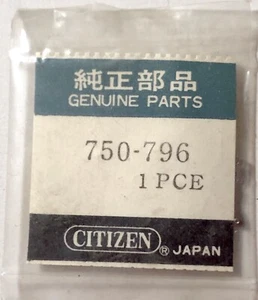 純正部品
GENUINE PARTS
750-796
1 PCE
CITIZEN® JAPAN